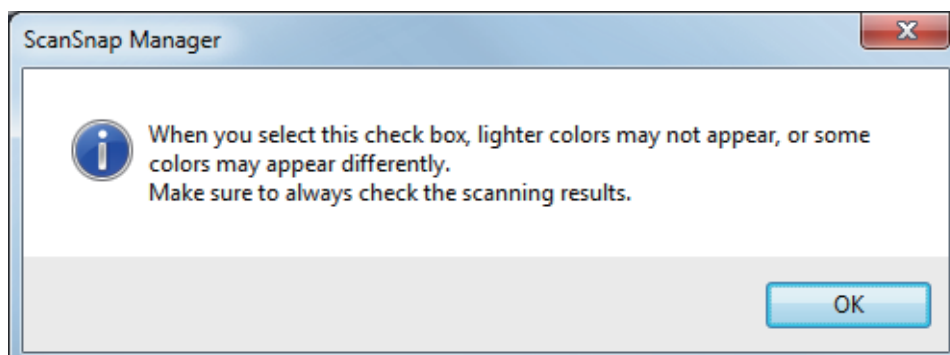 ScanSnap Manager
When you select this check box, lighter colors may not appear, or some
colors may appear differently.
Make sure to always check the scanning results.
OK